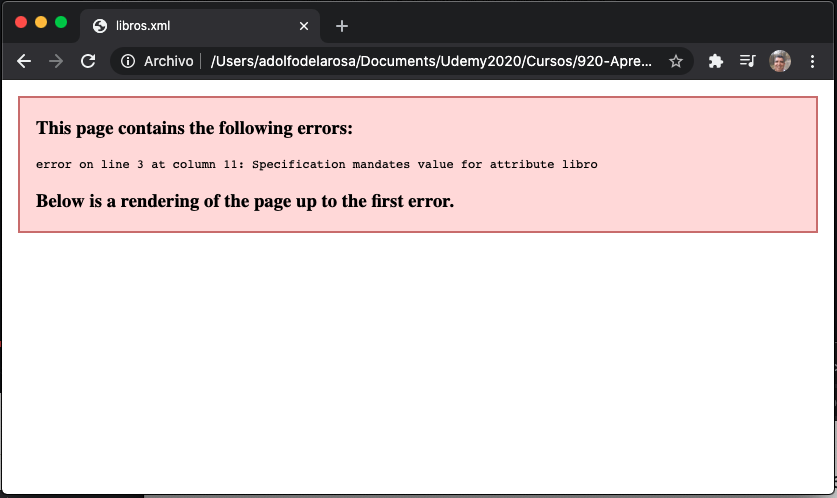 libros.xml
Archivo
/Users/adolfodelarosa/Documents/Udemy2020/Cursos/920-Apre...
This page contains the following errors:
error on line 3 at column 11: Specification mandates value for attribute libro
Below is a rendering of the page up to the first error.